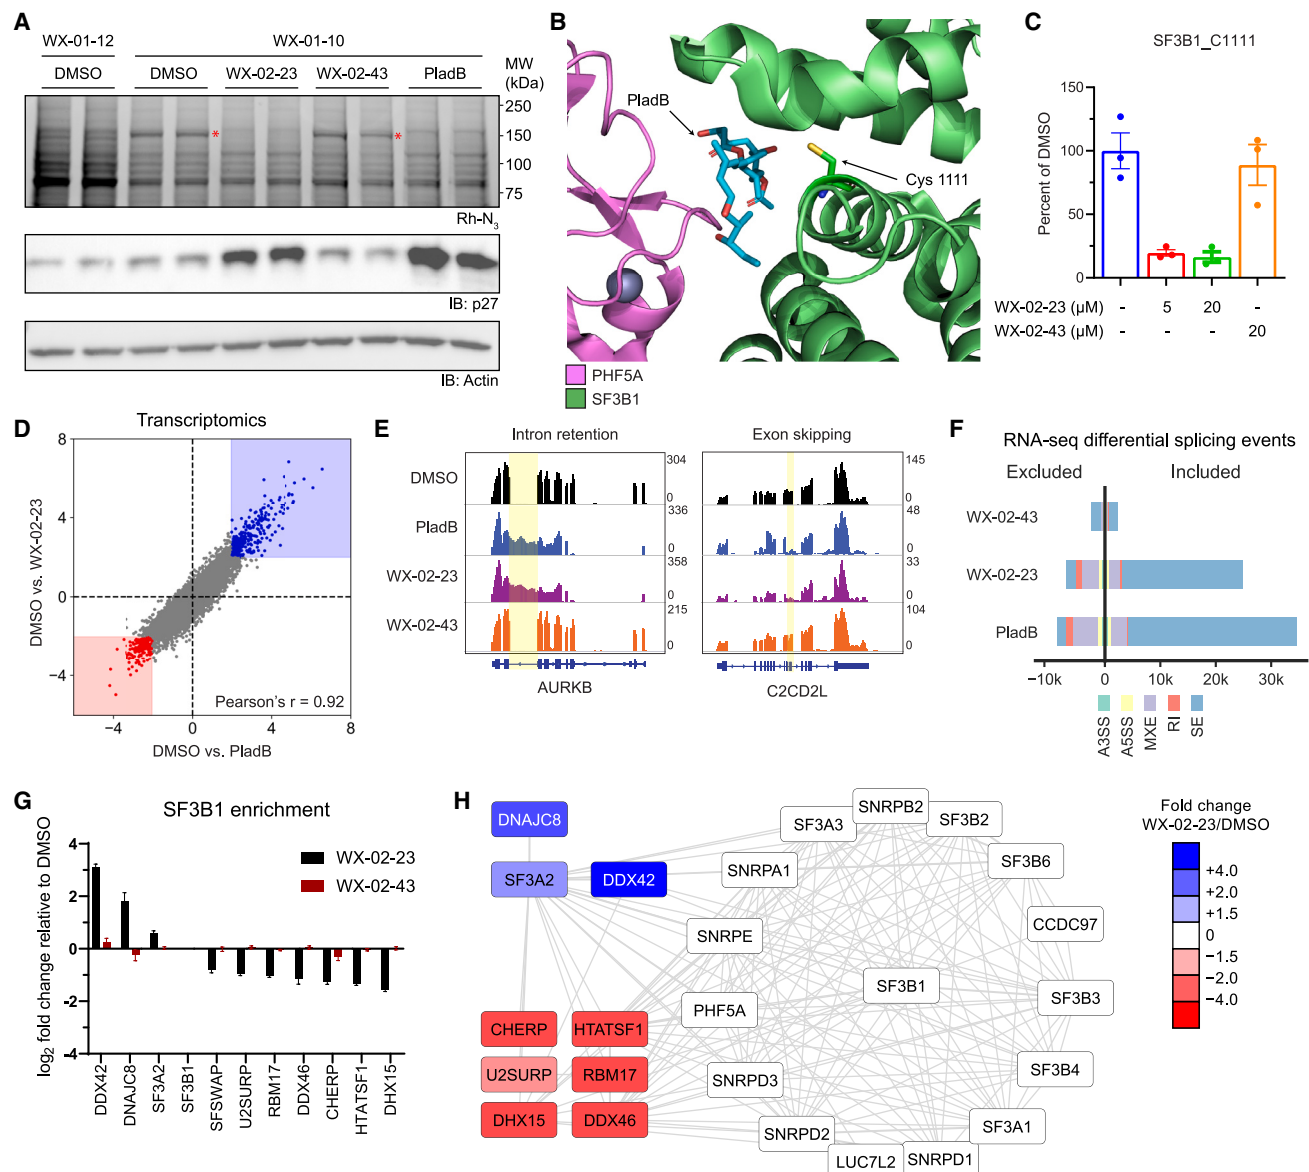 A
WX-01-12
WX-01-10
DMSO
DMSO
WX-02-23
WX-02-43
PladB
MW
(kDa)
250
150
100
75
*
*
Rh-N3
IB: p27
IB: Actin
B
PladB
Cys 1111
PHF5A
SF3B1
C
SF3B1_C1111
Percent of DMSO
150
100
50
0
WX-02-23 (µM) - 5 20 -
WX-02-43 (µM) - - - 20
D
Transcriptomics
DMSO vs. WX-02-23
8
4
0
−4
Pearson's r = 0.92
−4 0 4 8
DMSO vs. PladB
E
Intron retention
Exon skipping
DMSO
304
0
145
0
PladB
336
0
48
0
WX-02-23
358
0
33
0
WX-02-43
215
0
104
0
AURKB
C2CD2L
F
RNA-seq differential splicing events
Excluded
Included
WX-02-43
WX-02-23
PladB
−10k 0 10k 20k 30k
A3SS
A5SS
MXE
RI
SE
G
SF3B1 enrichment
log2 fold change relative to DMSO
4
2
0
-2
-4
WX-02-23
WX-02-43
DDX42
DNAJC8
SF3A2
SF3B1
SFSWAP
U2SURP
RBM17
DDX46
CHERP
HTATSF1
DHX15
H
DNAJC8
SF3A2
DDX42
CHERP
HTATSF1
U2SURP
RBM17
DHX15
DDX46
SNRPB2
SF3A3
SF3B2
SNRPA1
SF3B6
CCDC97
SNRPE
SF3B1
SF3B3
PHF5A
SF3B4
SNRPD3
SF3A1
SNRPD2
LUC7L2
SNRPD1
Fold change
WX-02-23/DMSO
+4.0
+2.0
+1.5
0
−1.5
−2.0
−4.0